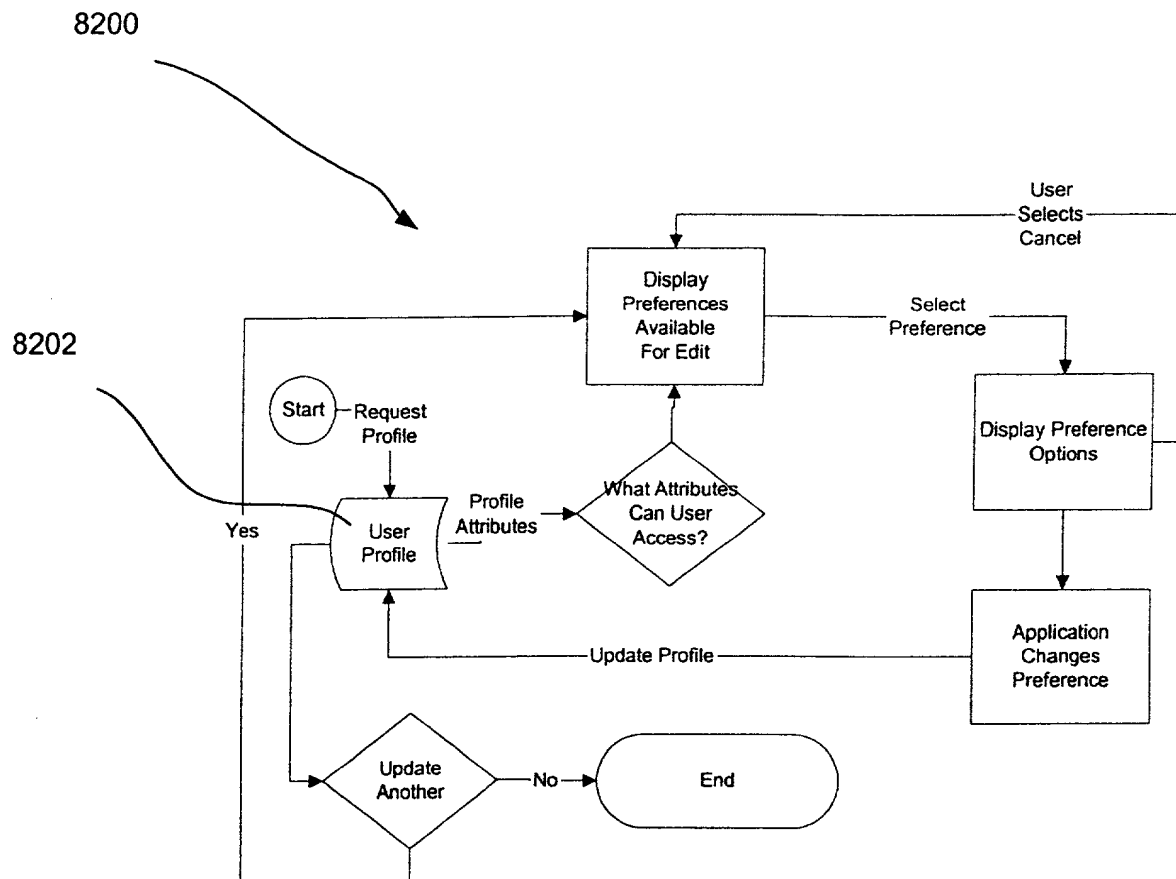 8200
User
Selects
Cancel
Display
Preferences
Available
For Edit
Select
Preference
8202
Start
Request
Profile
Display Preference
Options
What Attributes
Can User
Access?
Profile
Attributes
User
Profile
Yes
Application
Changes
Preference
Update Profile
Update
Another
No
End